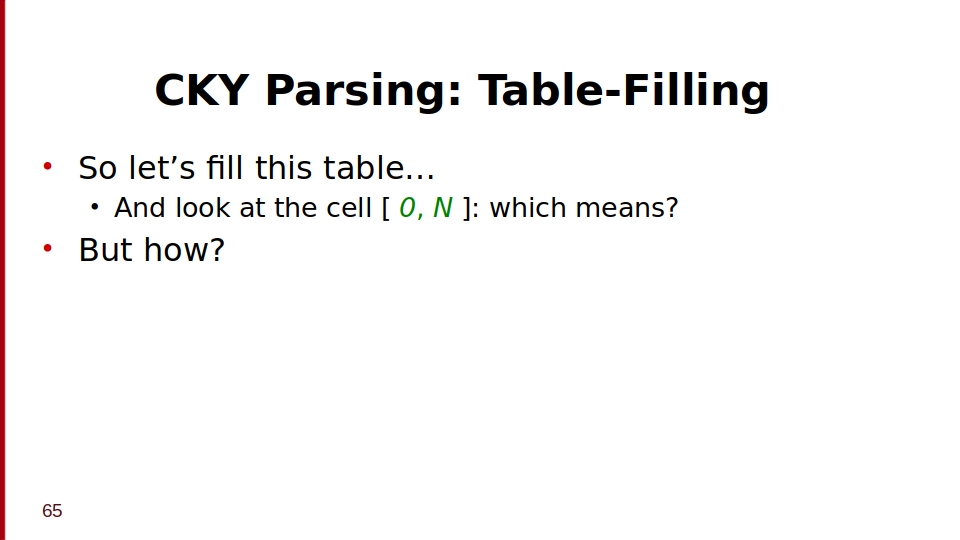 CKY Parsing: Table-Filling
• So let’s fill this table…
• And look at the cell [ 0, N ]: which means?
• But how?
65